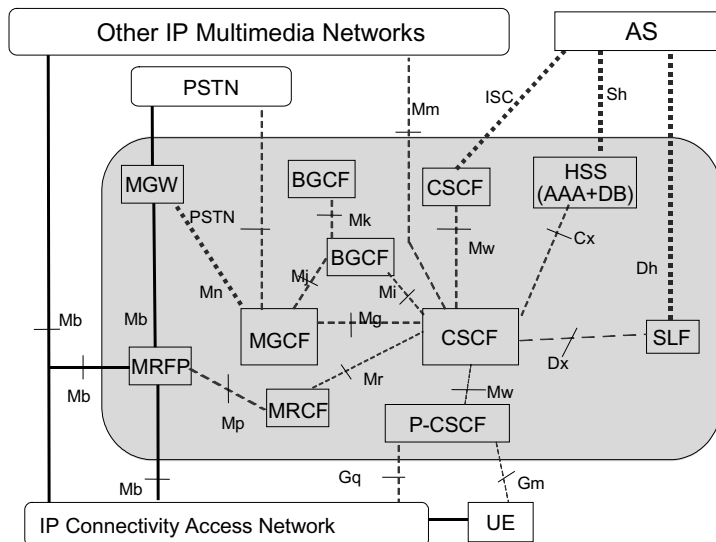 Other IP Multimedia Networks
AS
PSTN
Mm
ISC
Sh
MGW
BGCF
CSCF
HSS
(AAA+DB)
PSTN
Mk
Mw
Cx
BGCF
Dh
Mn
Mj
Mi
Mb
Mb
Mg
MGCF
CSCF
SLF
MRFP
Dx
Mb
Mr
Mp
MRCF
Mw
P-CSCF
Mb
Gq
Gm
IP Connectivity Access Network
UE